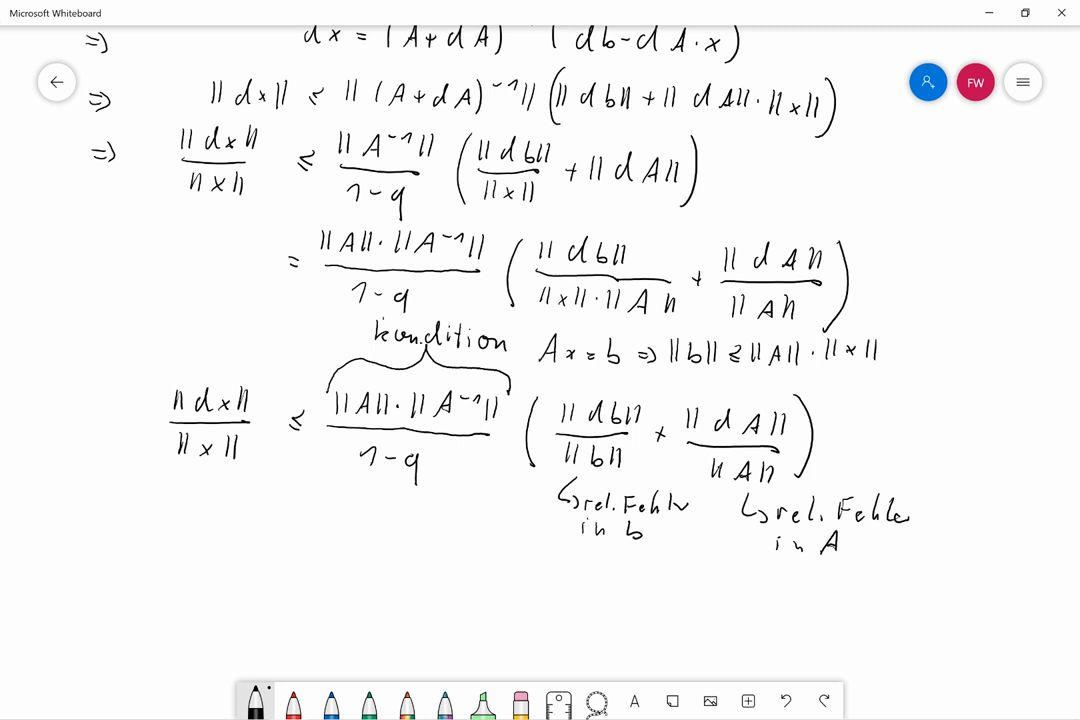 Microsoft Whiteboard
FW
=> dx = (A + dA) (db - dA · x)
=> ||dx|| ≤ ||(A + dA)⁻¹|| (||db|| + ||dA|| · ||x||)
=> ||dx|| / ||x|| ≤ ||A⁻¹|| / (1 - q) (||db|| / ||x|| + ||dA||)
= ||A|| · ||A⁻¹|| / (1 - q) (||db|| / (||x|| · ||A||) + ||dA|| / ||A||)
Kondition
Ax = b => ||b|| ≤ ||A|| · ||x||
||dx|| / ||x|| ≤ ||A|| · ||A⁻¹|| / (1 - q) (||db|| / ||b|| + ||dA|| / ||A||)
↳ rel. Fehler
in b
↳ rel. Fehler
in A
A